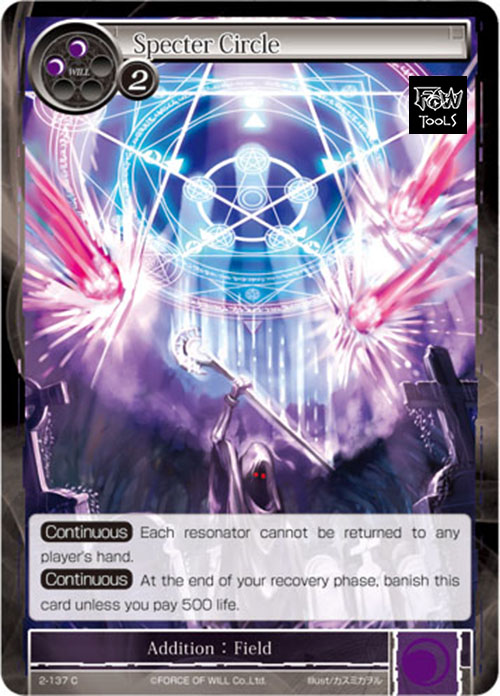 Specter Circle
WILL
2
FOW
TOOLS
Continuous Each resonator cannot be returned to any
player's hand.
Continuous At the end of your recovery phase, banish this
card unless you pay 500 life.
Addition : Field
2-137 C ©FORCE OF WILL Co.,Ltd. Illust/カスミカヲル